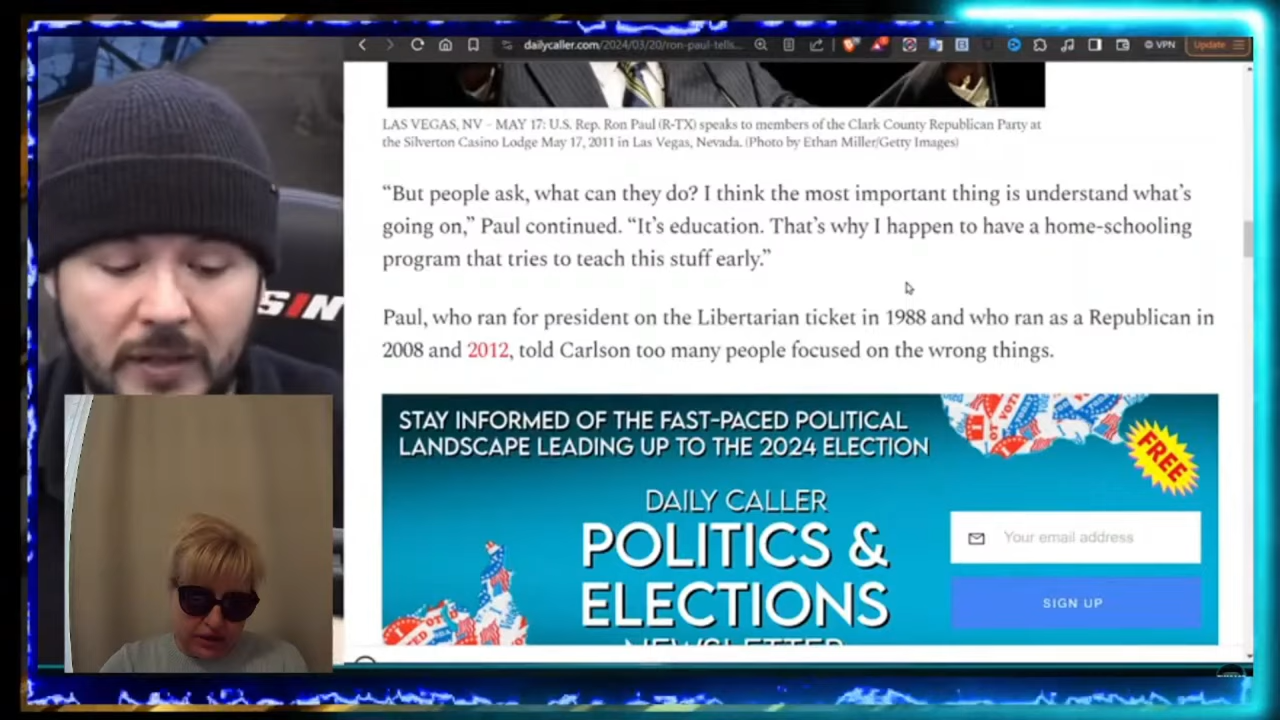 SIN
dailycaller.com/2024/03/20/ron-paul-tells...
VPN
Update
LAS VEGAS, NV - MAY 17: U.S. Rep. Ron Paul (R-TX) speaks to members of the Clark County Republican Party at
the Silverton Casino Lodge May 17, 2011 in Las Vegas, Nevada. (Photo by Ethan Miller/Getty Images)
“But people ask, what can they do? I think the most important thing is understand what’s
going on,” Paul continued. “It’s education. That’s why I happen to have a home-schooling
program that tries to teach this stuff early.”
Paul, who ran for president on the Libertarian ticket in 1988 and who ran as a Republican in
2008 and 2012, told Carlson too many people focused on the wrong things.
STAY INFORMED OF THE FAST-PACED POLITICAL
LANDSCAPE LEADING UP TO THE 2024 ELECTION
FREE
DAILY CALLER
POLITICS &
ELECTIONS
NEWSLETTER
Your email address
SIGN UP